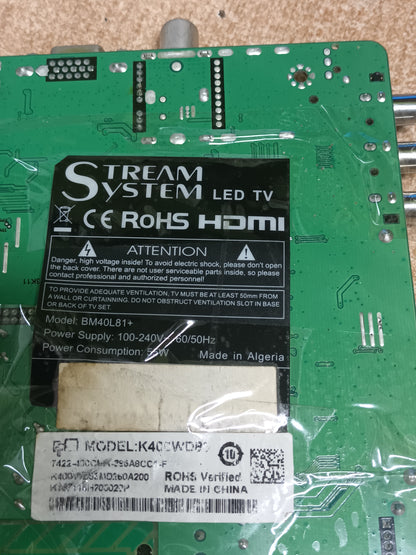 STREAM
SYSTEM LED TV
CE RoHS HDMI
ATTENTION
Danger, high voltage inside! To avoid electric shock, please don't open
the back cover. There are not user serviceable parts inside, so please
contact professional and authorized personnel!
TO PROVIDE ADEQUATE VENTILATION, TV MUST BE AT LEAST 50mm FROM
A WALL OR CURTAINNING. DO NOT OBSTRUCT VENTILATION SLOT IN BASE
OR BACK OF TV SET.
Model: BM40L81+
Power Supply: 100-240V~ 60/50Hz
Power Consumption: 55W Made in Algeria
10
ROHS Verified
MADE IN CHINA